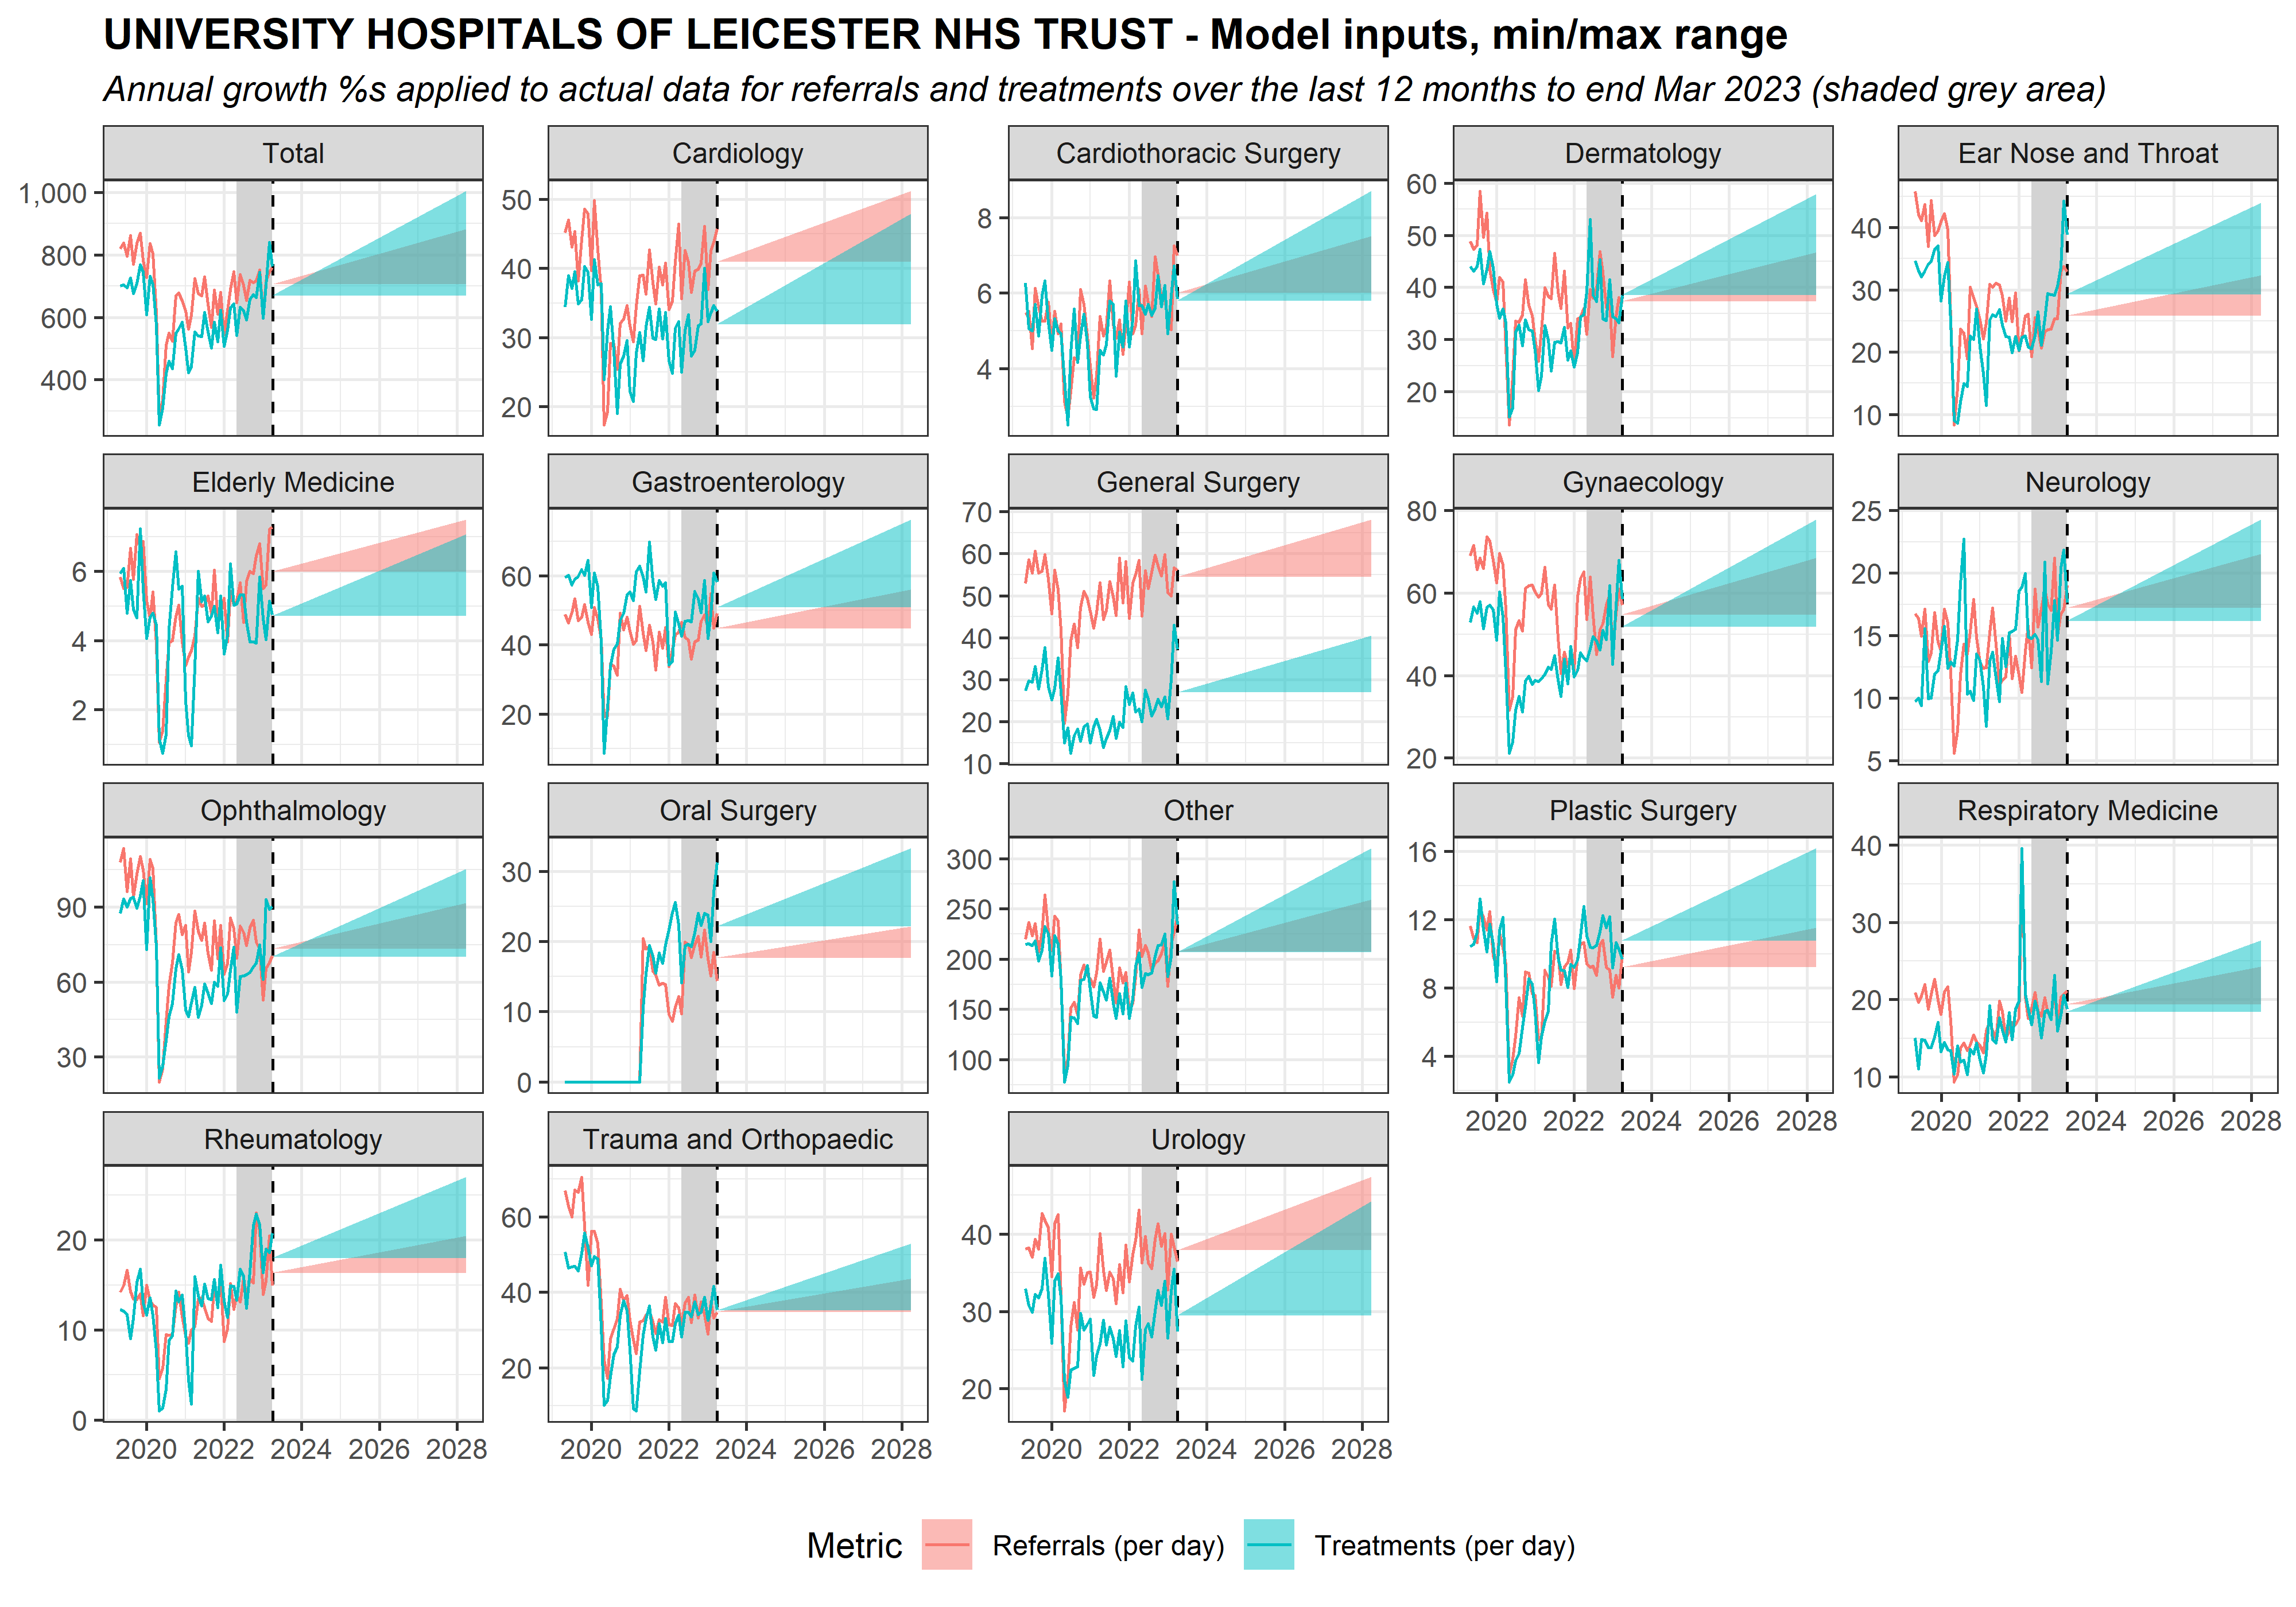 UNIVERSITY HOSPITALS OF LEICESTER NHS TRUST - Model inputs, min/max range
Annual growth %s applied to actual data for referrals and treatments over the last 12 months to end Mar 2023 (shaded grey area)
Total
1,000
800
600
400
Cardiology
50
40
30
20
Cardiothoracic Surgery
8
6
4
Dermatology
60
50
40
30
20
Ear Nose and Throat
40
30
20
10
Elderly Medicine
6
4
2
Gastroenterology
60
40
20
General Surgery
70
60
50
40
30
20
10
Gynaecology
80
60
40
20
Neurology
25
20
15
10
5
Ophthalmology
90
60
30
Oral Surgery
30
20
10
0
Other
300
250
200
150
100
Plastic Surgery
16
12
8
4
2020 2022 2024 2026 2028
Respiratory Medicine
40
30
20
10
2020 2022 2024 2026 2028
Rheumatology
20
10
0
2020 2022 2024 2026 2028
Trauma and Orthopaedic
60
40
20
2020 2022 2024 2026 2028
Urology
40
30
20
2020 2022 2024 2026 2028
Metric Referrals (per day) Treatments (per day)